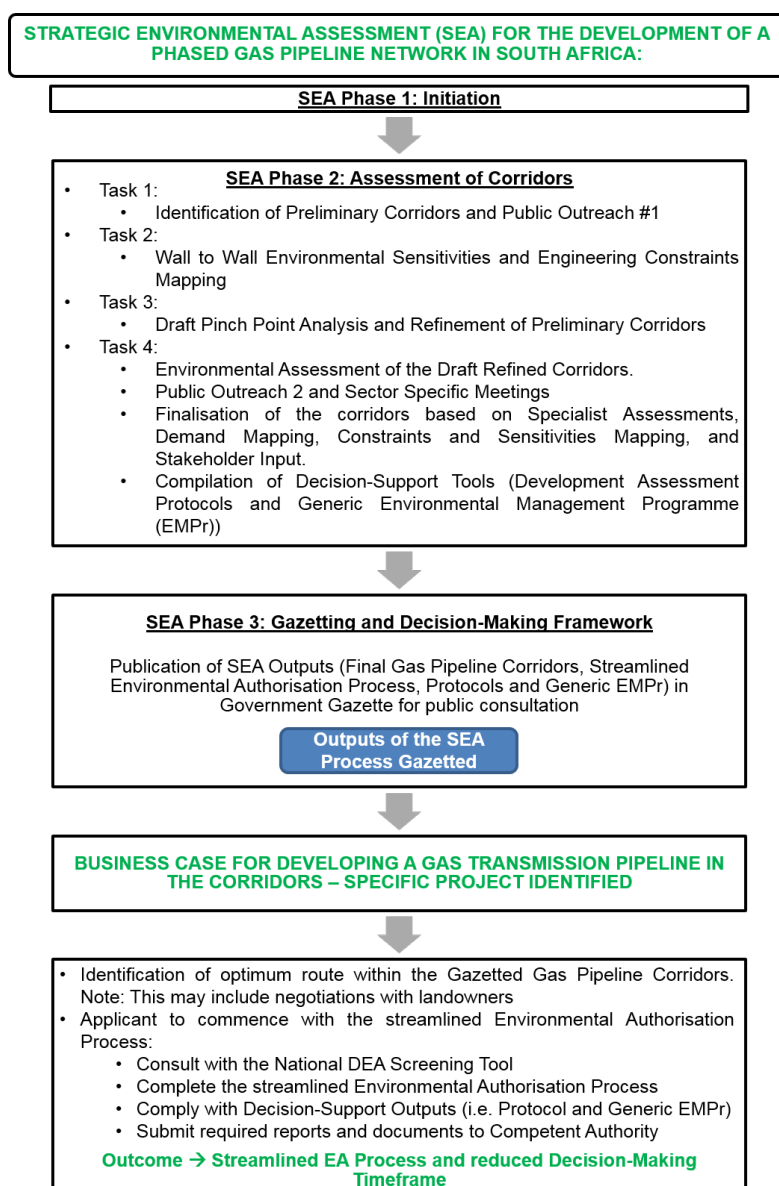 STRATEGIC ENVIRONMENTAL ASSESSMENT (SEA) FOR THE DEVELOPMENT OF A
PHASED GAS PIPELINE NETWORK IN SOUTH AFRICA:
SEA Phase 1: Initiation
SEA Phase 2: Assessment of Corridors
• Task 1:
• Identification of Preliminary Corridors and Public Outreach #1
• Task 2:
• Wall to Wall Environmental Sensitivities and Engineering Constraints
Mapping
• Task 3:
• Draft Pinch Point Analysis and Refinement of Preliminary Corridors
• Task 4:
• Environmental Assessment of the Draft Refined Corridors.
• Public Outreach 2 and Sector Specific Meetings
• Finalisation of the corridors based on Specialist Assessments,
Demand Mapping, Constraints and Sensitivities Mapping, and
Stakeholder Input.
• Compilation of Decision-Support Tools (Development Assessment
Protocols and Generic Environmental Management Programme
(EMPr))
SEA Phase 3: Gazetting and Decision-Making Framework
Publication of SEA Outputs (Final Gas Pipeline Corridors, Streamlined
Environmental Authorisation Process, Protocols and Generic EMPr) in
Government Gazette for public consultation
Outputs of the SEA
Process Gazetted
BUSINESS CASE FOR DEVELOPING A GAS TRANSMISSION PIPELINE IN
THE CORRIDORS – SPECIFIC PROJECT IDENTIFIED
• Identification of optimum route within the Gazetted Gas Pipeline Corridors.
Note: This may include negotiations with landowners
• Applicant to commence with the streamlined Environmental Authorisation
Process:
• Consult with the National DEA Screening Tool
• Complete the streamlined Environmental Authorisation Process
• Comply with Decision-Support Outputs (i.e. Protocol and Generic EMPr)
• Submit required reports and documents to Competent Authority
Outcome → Streamlined EA Process and reduced Decision-Making
Timeframe